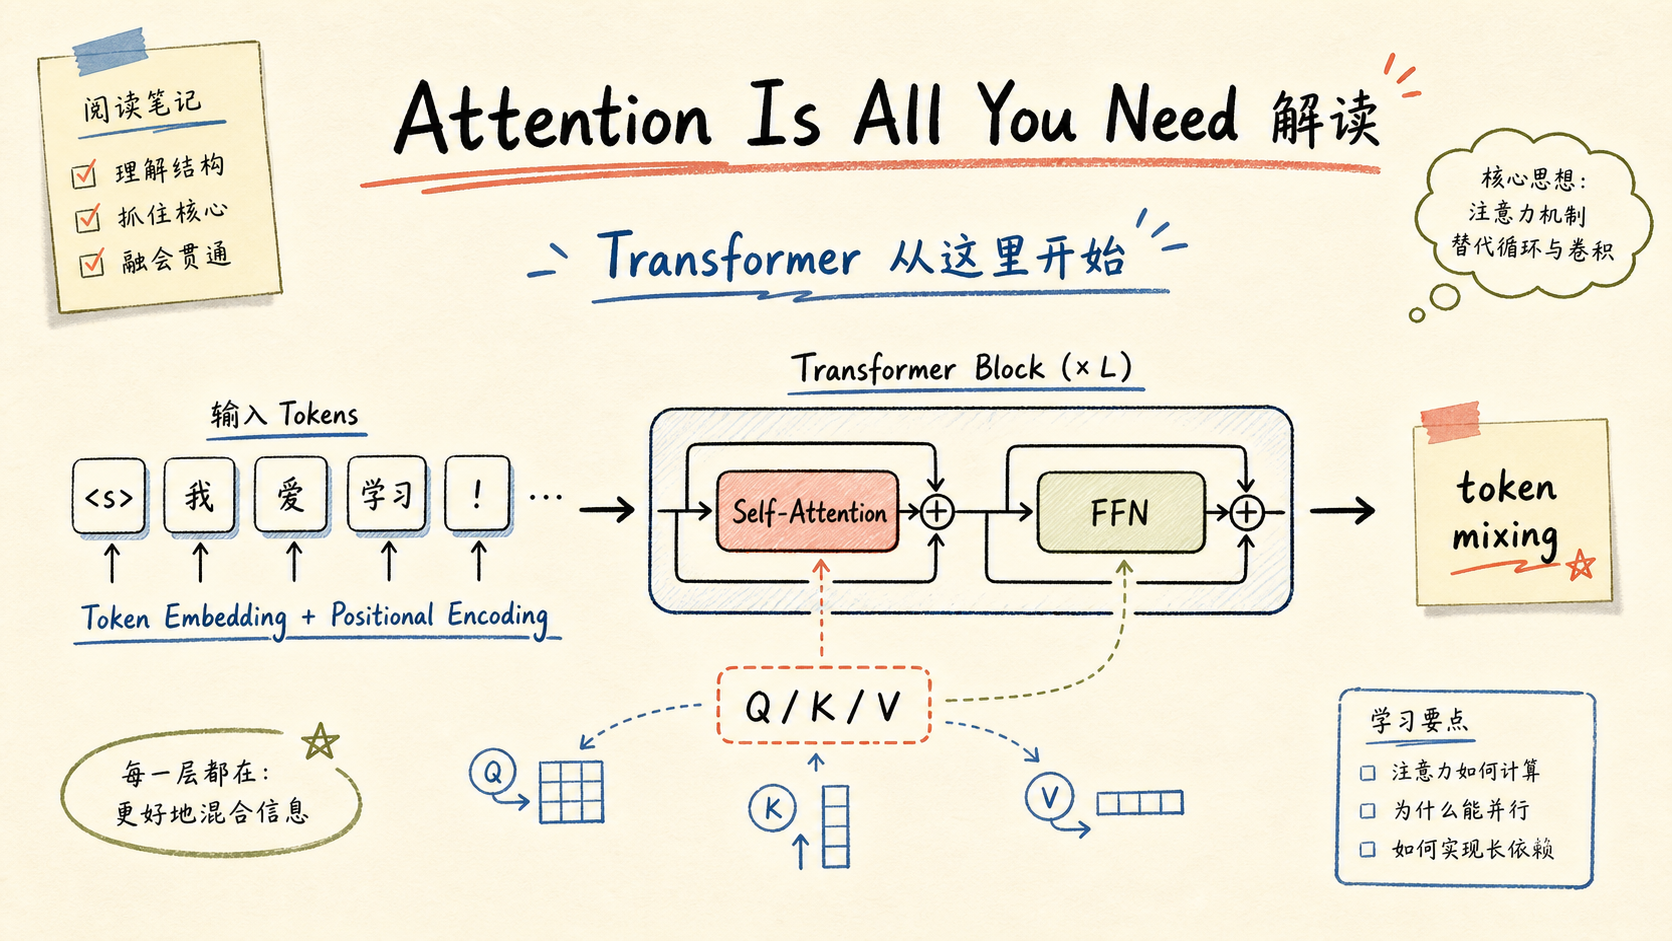 阅读笔记
理解结构
抓住核心
融会贯通
Attention Is All You Need 解读
Transformer 从这里开始
核心思想:
注意力机制
替代循环与卷积
输入 Tokens
<s>
我
爱
学习
!
...
Token Embedding + Positional Encoding
Transformer Block (× L)
Self-Attention
+
FFN
+
token
mixing
Q / K / V
Q
K
V
每一层都在:
更好地混合信息
学习要点
注意力如何计算
为什么能并行
如何实现长依赖